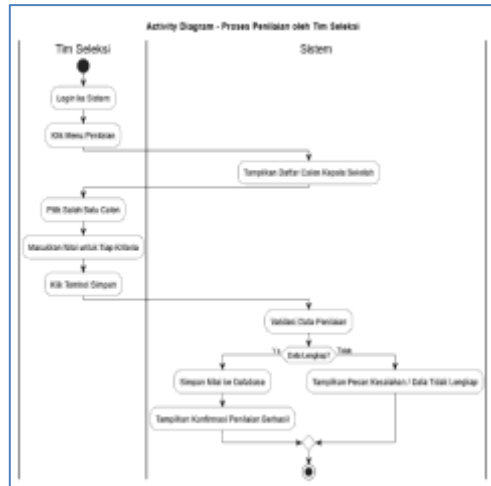 Activity Diagram - Proses Penilaian oleh Tim Seleksi
Tim Seleksi
Sistem
Login ke Sistem
Klik Menu Penilaian
Tampilkan Daftar Calon Kepala Sekolah
Pilih Salah Satu Calon
Masukkan Nilai untuk Tiap Kriteria
Klik Tombol Simpan
Validasi Data Penilaian
Ya
Data Lengkap?
Tidak
Simpan Nilai ke Database
Tampilkan Pesan Kesalahan / Data Tidak Lengkap
Tampilkan Konfirmasi Penilaian Berhasil